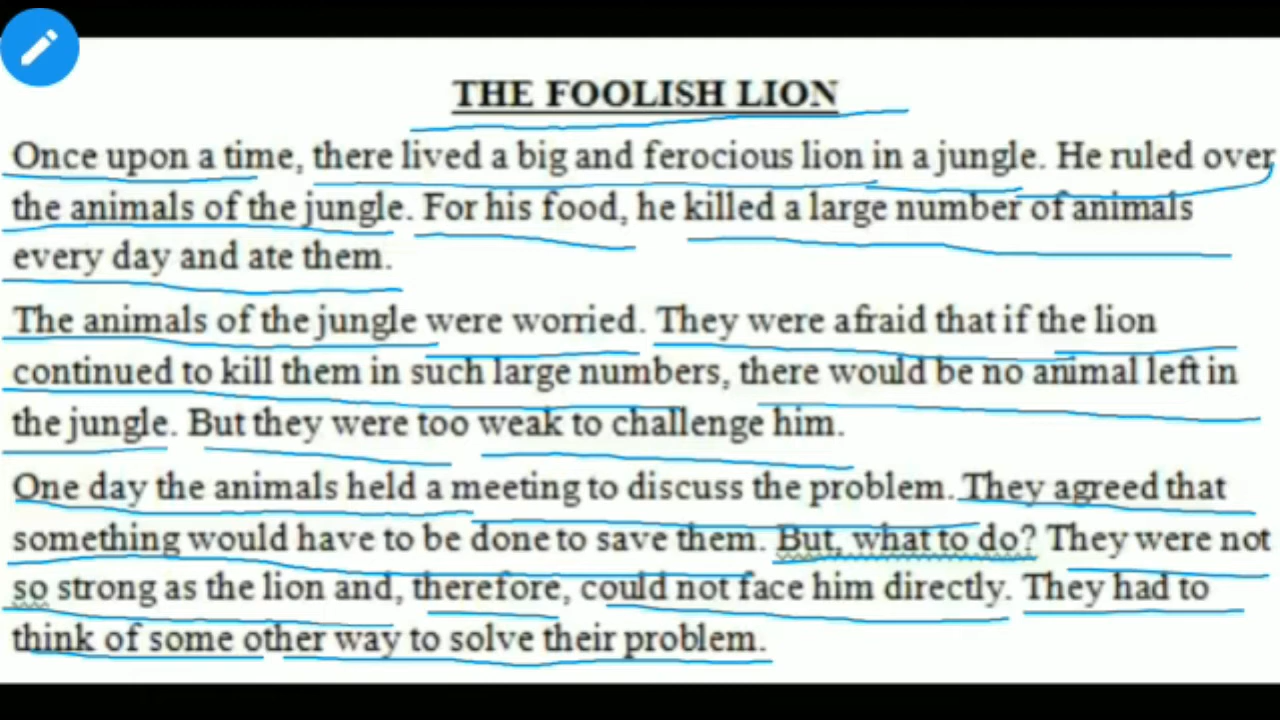 THE FOOLISH LION
Once upon a time, there lived a big and ferocious lion in a jungle. He ruled over
the animals of the jungle. For his food, he killed a large number of animals
every day and ate them.
The animals of the jungle were worried. They were afraid that if the lion
continued to kill them in such large numbers, there would be no animal left in
the jungle. But they were too weak to challenge him.
One day the animals held a meeting to discuss the problem. They agreed that
something would have to be done to save them. But, what to do? They were not
so strong as the lion and, therefore, could not face him directly. They had to
think of some other way to solve their problem.